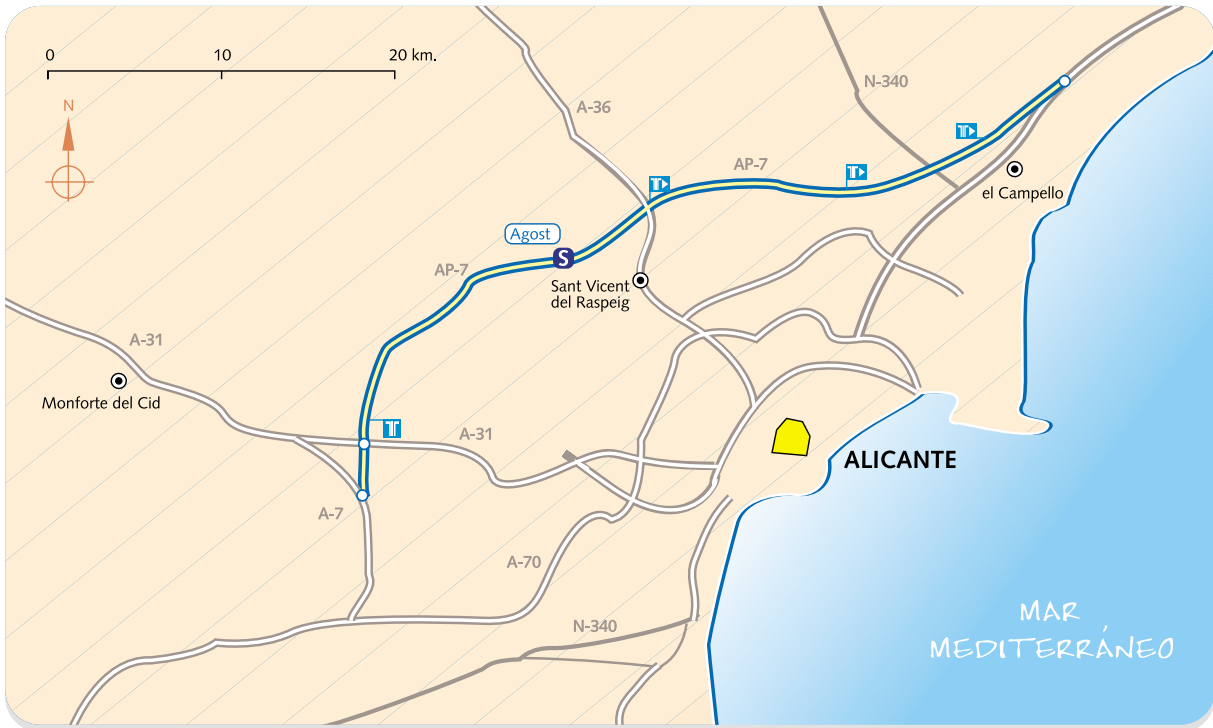 0 10 20 km.
N
A-36
N-340
AP-7
el Campello
Agost
S
AP-7
Sant Vicent
del Raspeig
A-31
Monforte del Cid
T
T
T
T
A-31
ALICANTE
A-7
A-70
N-340
MAR
MEDITERRÁNEO